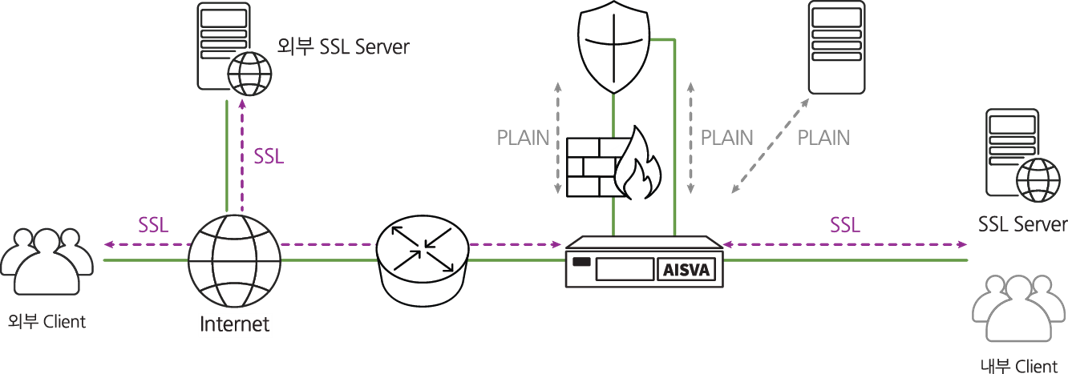 외부 SSL Server
PLAIN
PLAIN
PLAIN
SSL
SSL
SSL
SSL Server
AISVA
외부 Client
Internet
내부 Client